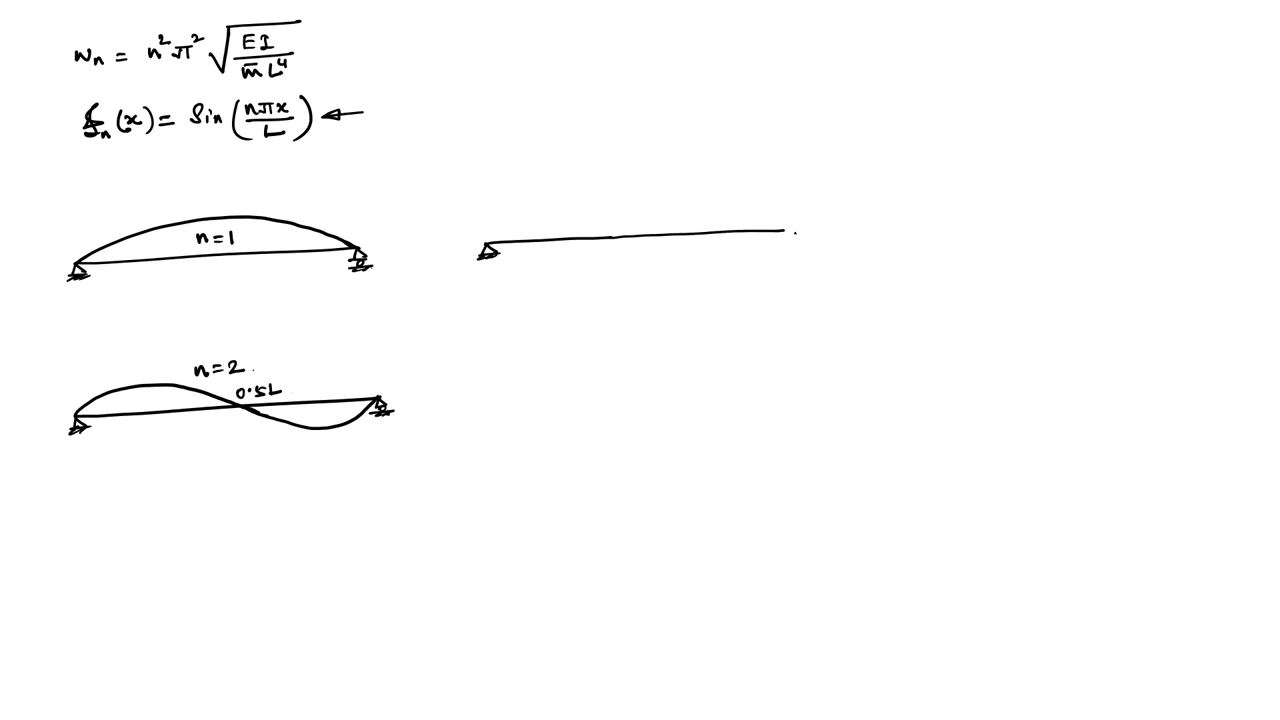 wₙ = n²π² √(EI / m̄L⁴)
Φₙ(x) = Sin(nπx / L) ←
n=1
n=2
0.5L